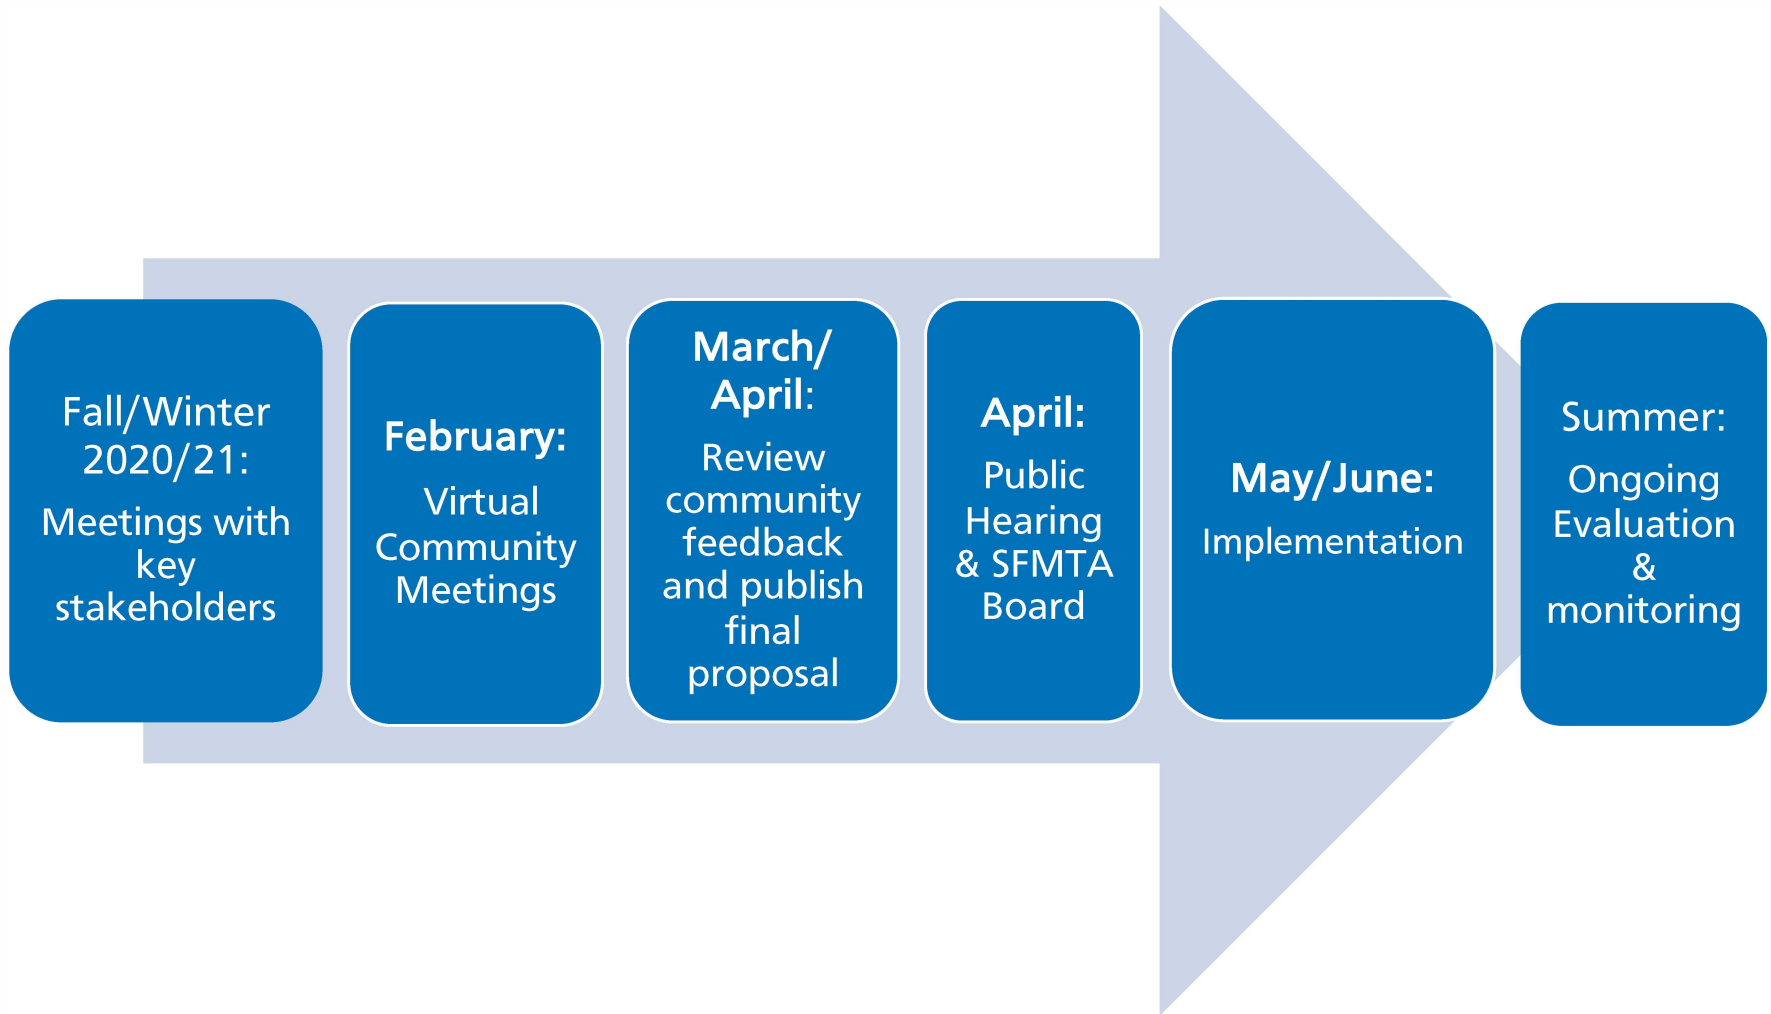 Fall/Winter
2020/21:
Meetings with
key
stakeholders
February:
Virtual
Community
Meetings
March/
April:
Review
community
feedback
and publish
final
proposal
April:
Public
Hearing
& SFMTA
Board
May/June:
Implementation
Summer:
Ongoing
Evaluation
&
monitoring